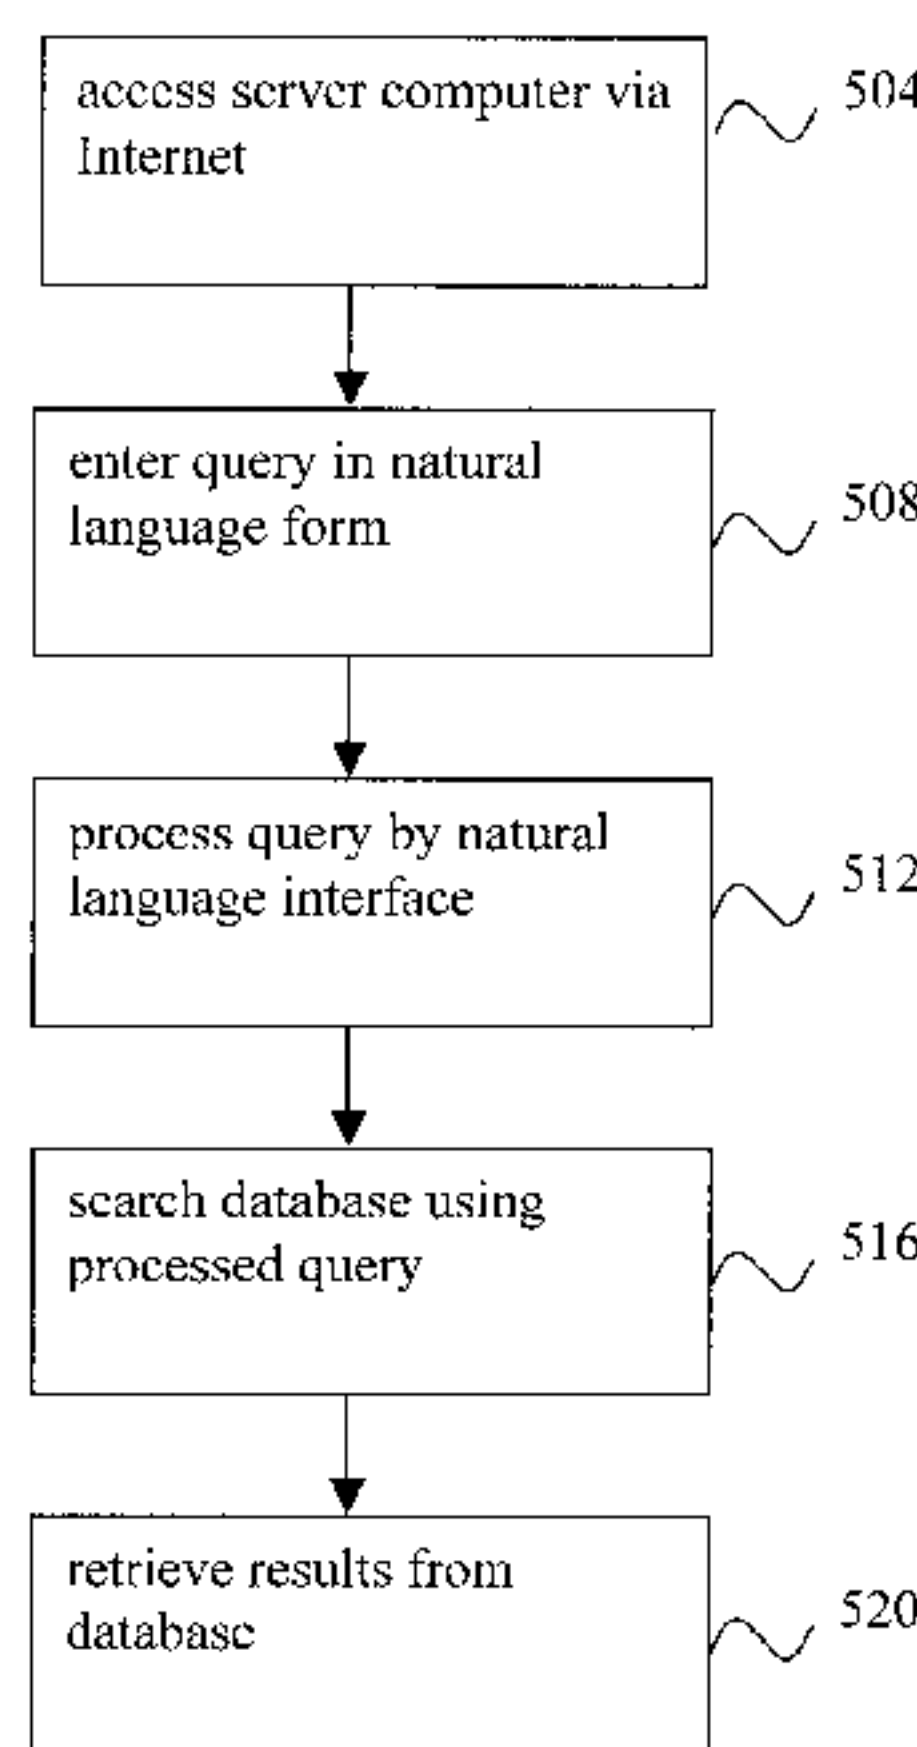 access server computer via
Internet
504
enter query in natural
language form
508
process query by natural
language interface
512
search database using
processed query
516
retrieve results from
database
520